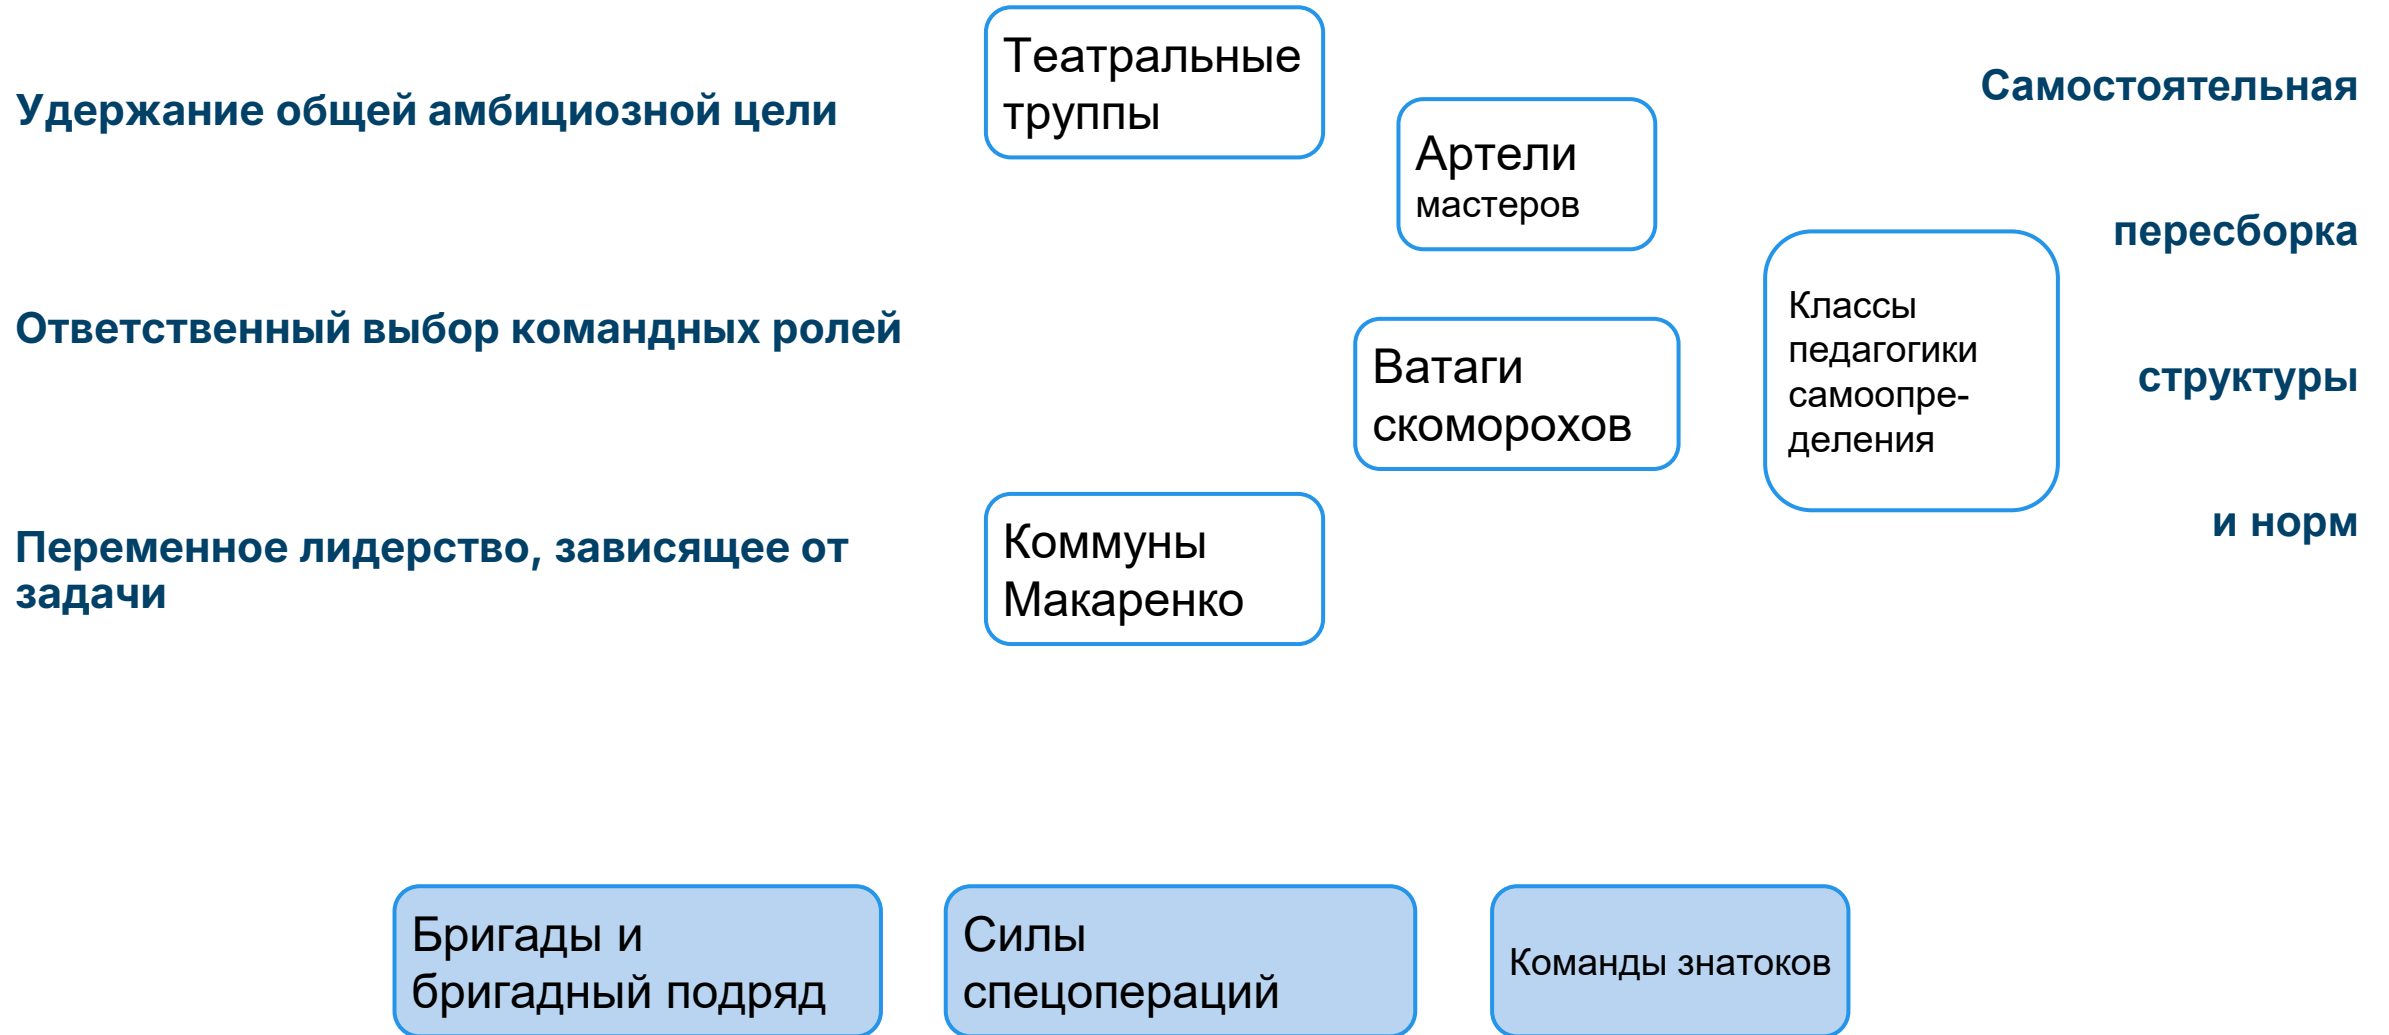 Удержание общей амбициозной цели
Ответственный выбор командных ролей
Переменное лидерство, зависящее от
задачи
Театральные
труппы
Артели
мастеров
Ватаги
скоморохов
Коммуны
Макаренко
Классы
педагогики
самоопре-
деления
Самостоятельная
пересборка
структуры
и норм
Бригады и
бригадный подряд
Силы
спецопераций
Команды знатоков